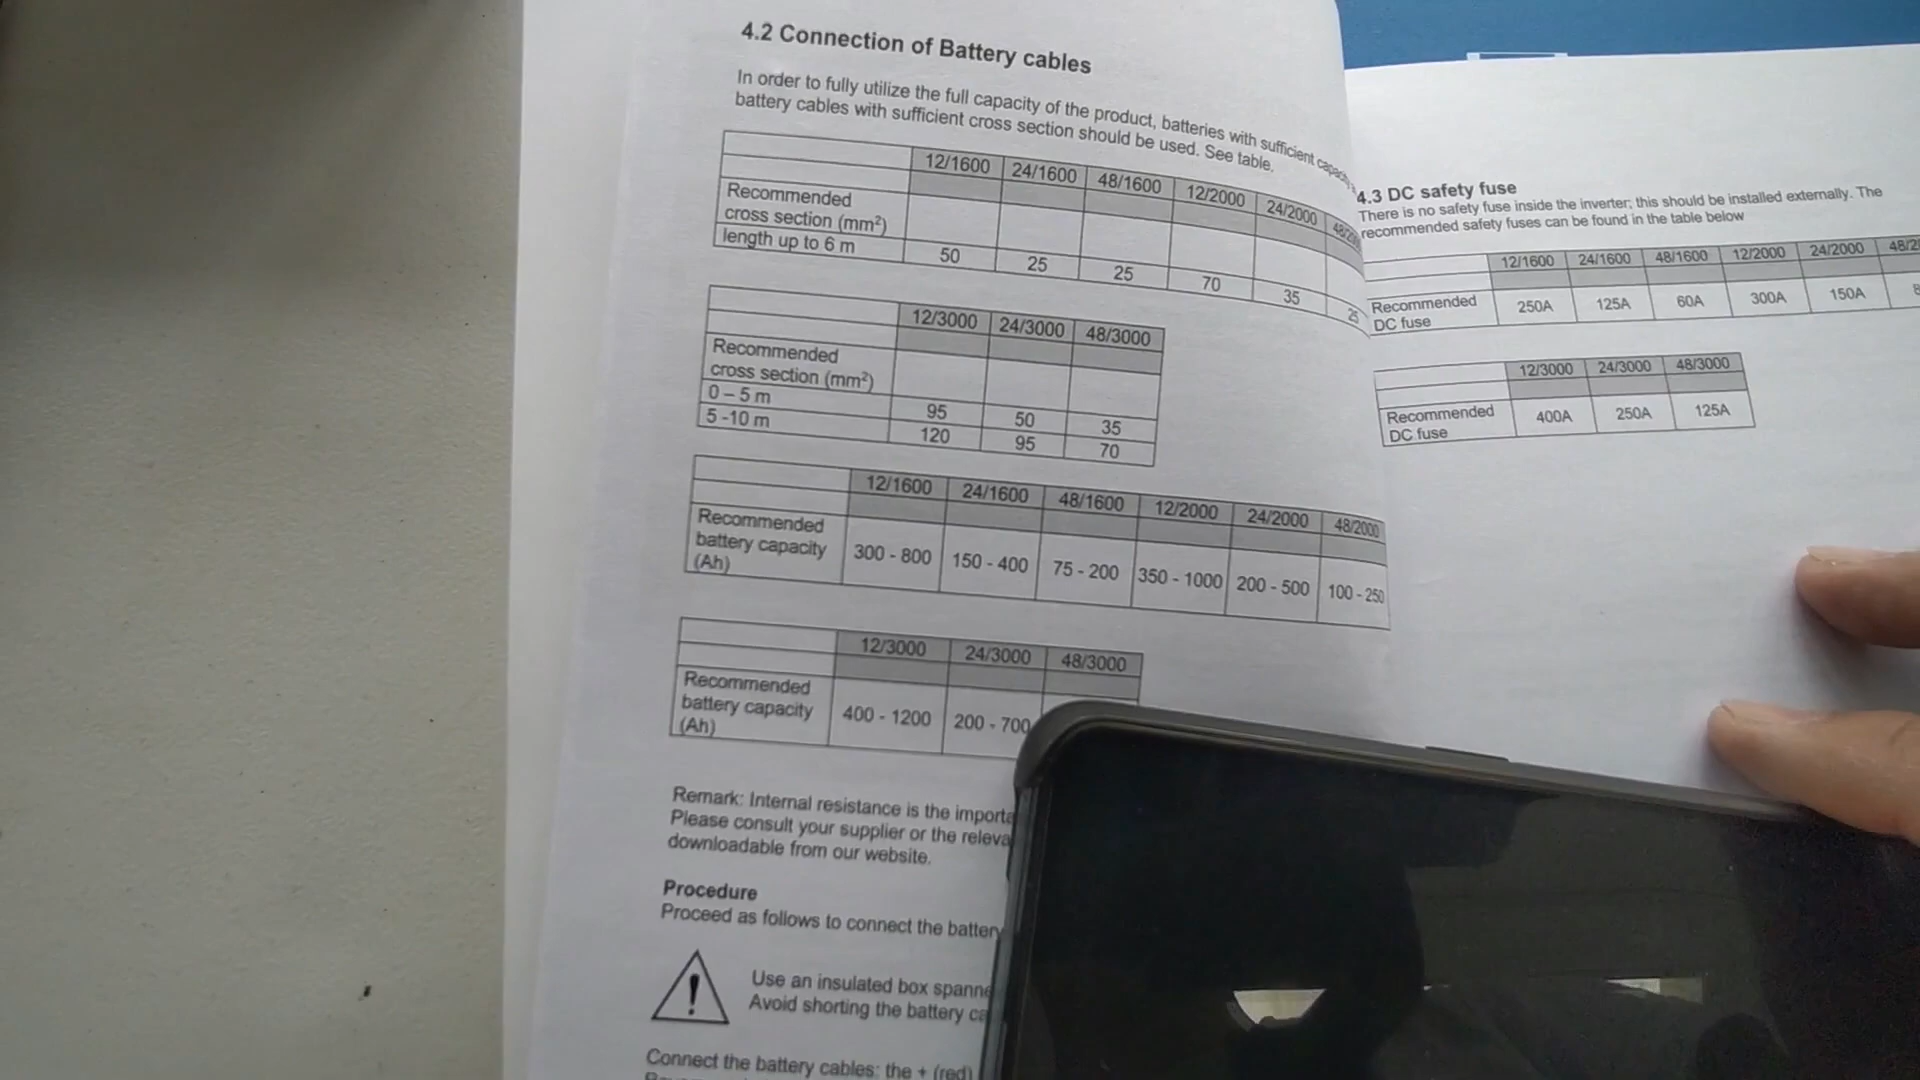 4.2 Connection of Battery cables
In order to fully utilize the full capacity of the product, batteries with sufficient capacity
battery cables with sufficient cross section should be used. See table.
12/1600 24/1600 48/1600 12/2000 24/2000
Recommended
cross section (mm²)
length up to 6 m 50 25 25 70 35 25
12/3000 24/3000 48/3000
Recommended
cross section (mm²)
0 – 5 m 95 50 35
5 -10 m 120 95 70
12/1600 24/1600 48/1600 12/2000 24/2000 48/2000
Recommended
battery capacity
(Ah)
300 - 800 150 - 400 75 - 200 350 - 1000 200 - 500 100 - 250
12/3000 24/3000 48/3000
Recommended
battery capacity
(Ah)
400 - 1200 200 - 700
Remark: Internal resistance is the
Please consult your supplier or the
downloadable from our website.
Procedure
Proceed as follows to connect the
Use an insulated box
Avoid shorting the battery
Connect the battery cables: the + (red)
4.3 DC safety fuse
There is no safety fuse inside the inverter; this should be installed externally. The
recommended safety fuses can be found in the table below
12/1600 24/1600 48/1600 12/2000 24/2000
Recommended
DC fuse
250A 125A 60A 300A 150A
12/3000 24/3000 48/3000
Recommended
DC fuse
400A 250A 125A